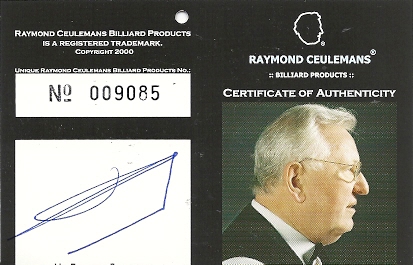 RAYMOND CEULEMANS BILLIARD PRODUCTS
IS A REGISTERED TRADEMARK.
COPYRIGHT 2000
UNIQUE RAYMOND CEULEMANS BILLIARD PRODUCTS NO.:
Nº 009085
RAYMOND CEULEMANS®
:: BILLIARD PRODUCTS ::
CERTIFICATE OF AUTHENTICITY